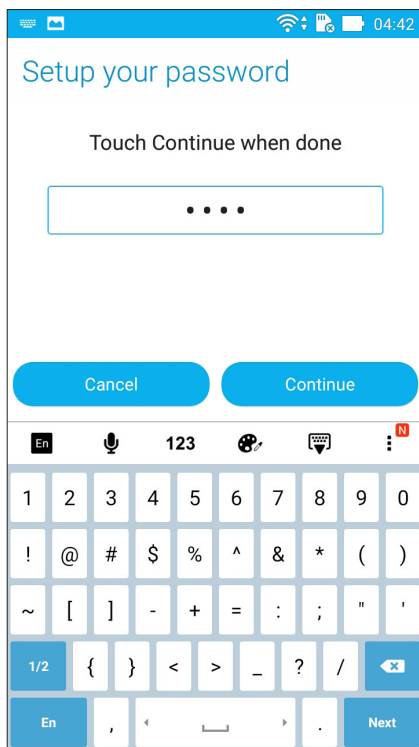 04:42
Setup your password
Touch Continue when done
• • • •
Cancel Continue
En 123 N
1 2 3 4 5 6 7 8 9 0
! @ # $ % ^ & * ( )
~ [ ] - + = : ; " '
1/2 { } < > _ ? /
En , . Next